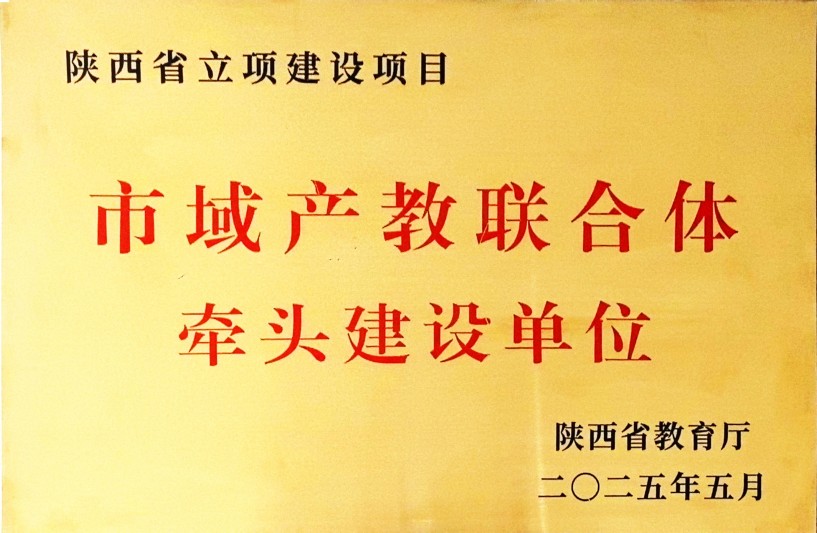 陕西省立项建设项目
市域产教联合体
牵头建设单位
陕西省教育厅
二〇二五年五月